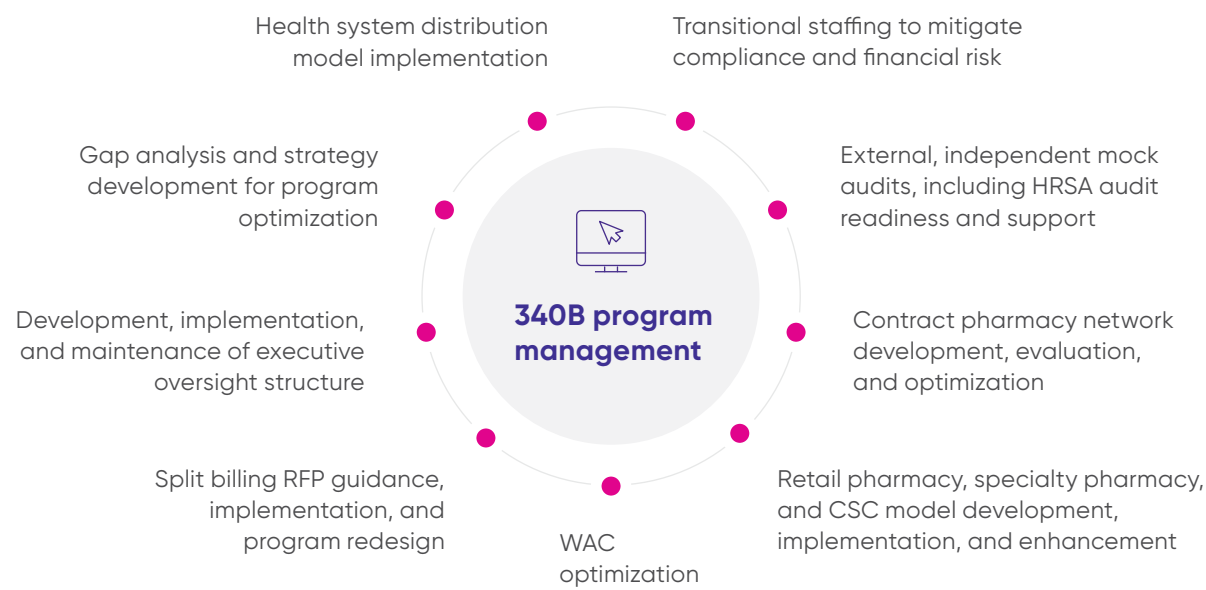 Health system distribution
model implementation
Transitional staffing to mitigate
compliance and financial risk
Gap analysis and strategy
development for program
optimization
External, independent mock
audits, including HRSA audit
readiness and support
340B program
management
Development, implementation,
and maintenance of executive
oversight structure
Contract pharmacy network
development, evaluation,
and optimization
Split billing RFP guidance,
implementation, and
program redesign
WAC
optimization
Retail pharmacy, specialty pharmacy,
and CSC model development,
implementation, and enhancement